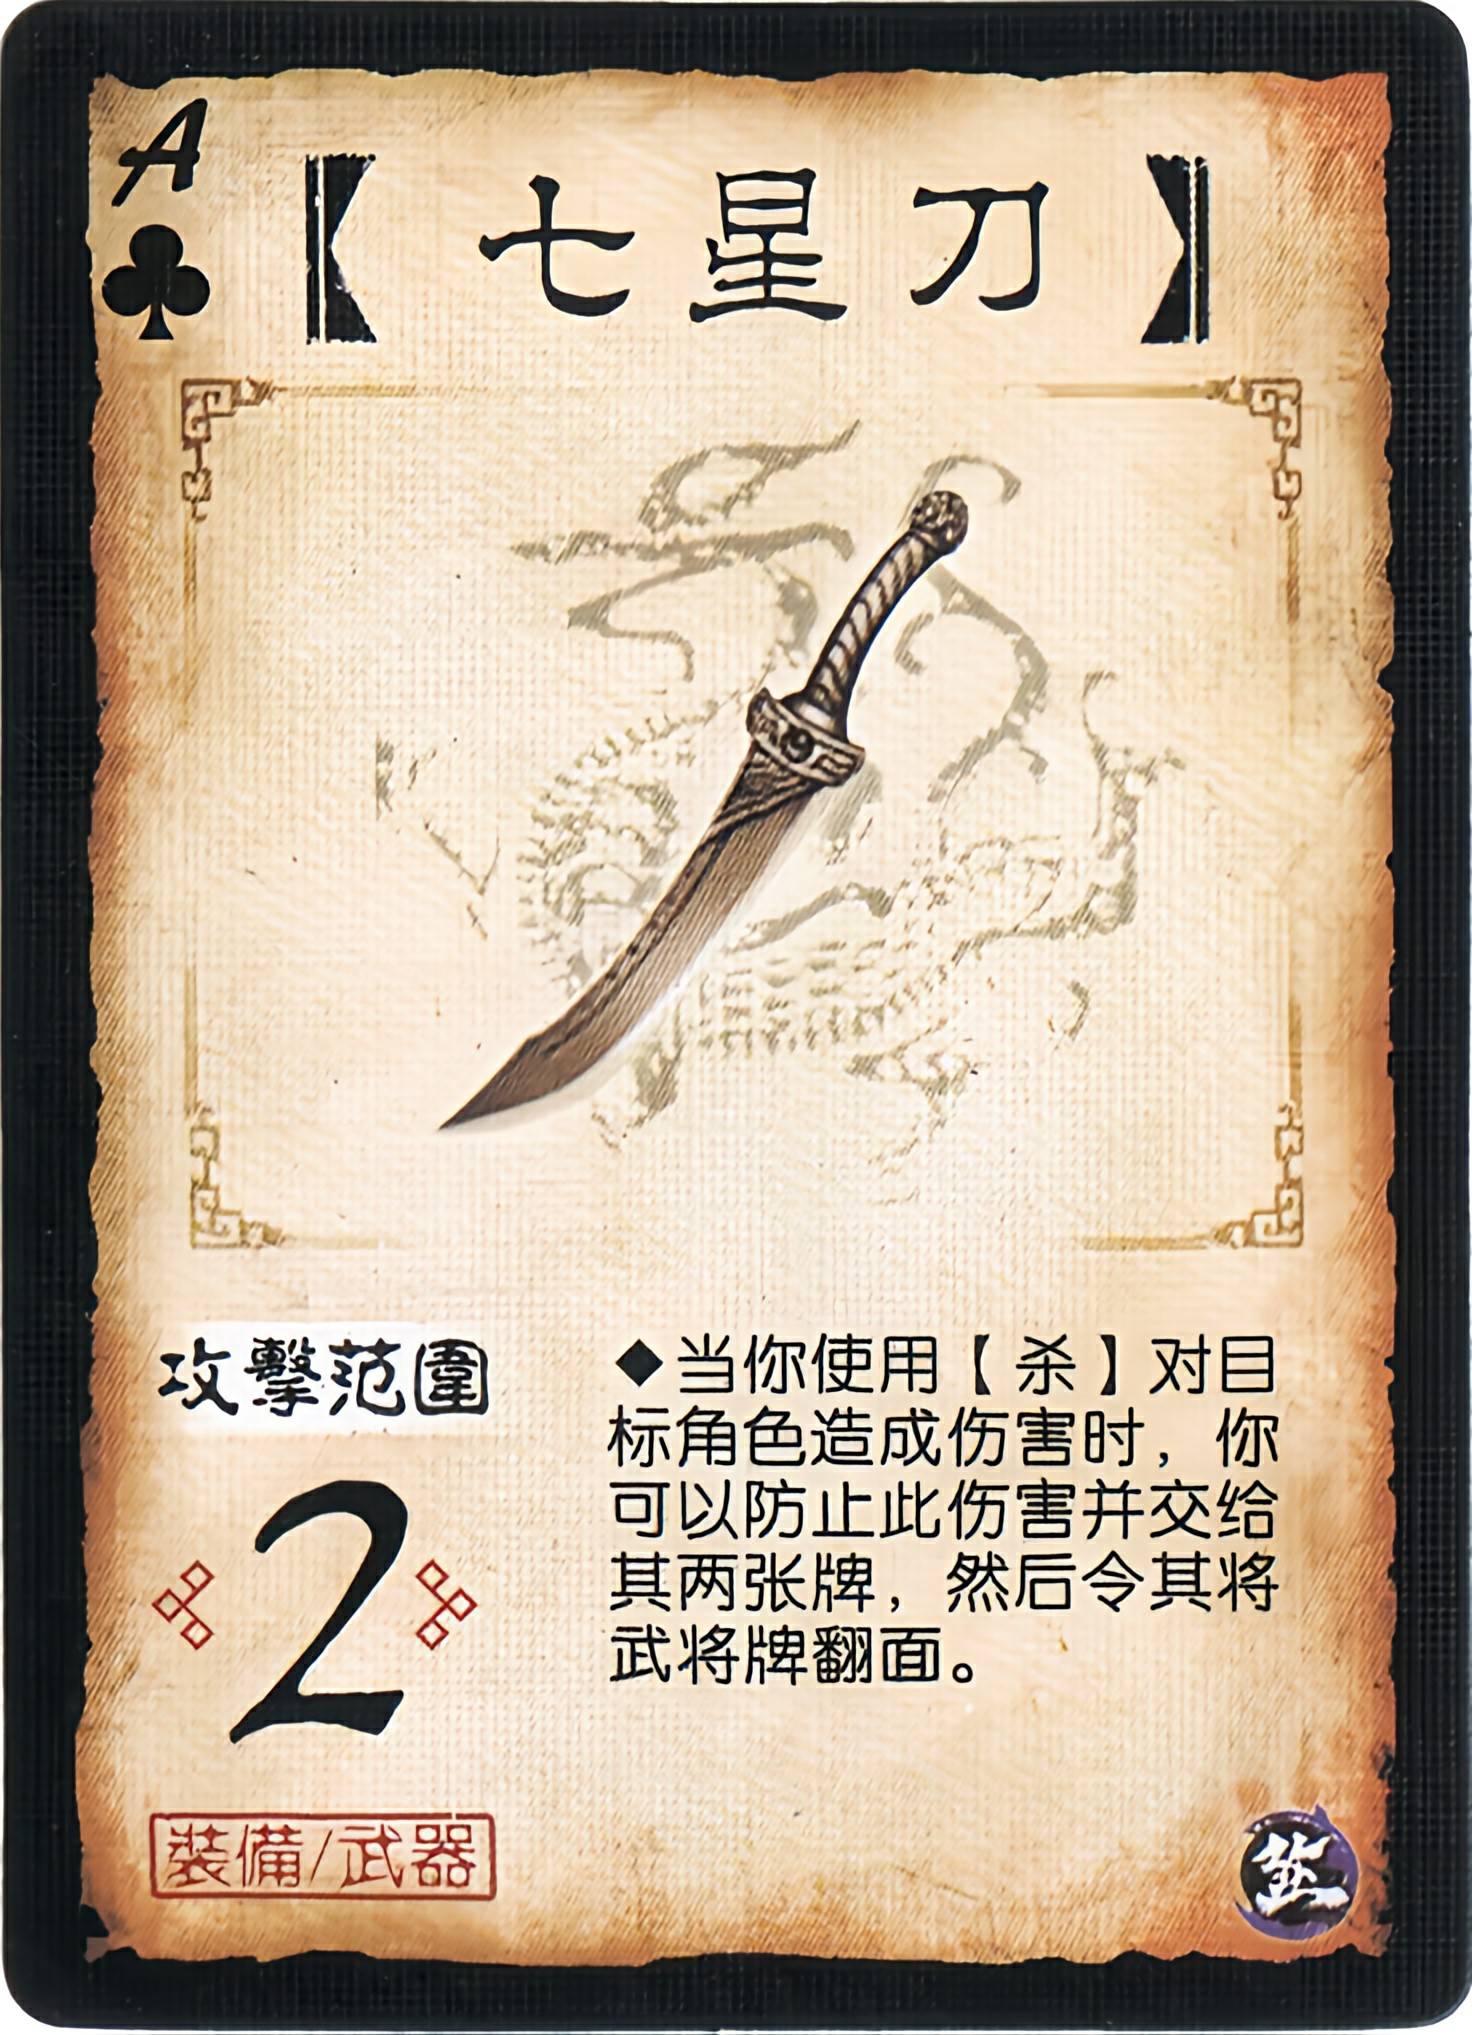 A
【七星刀】
攻擊范圍
2
◆当你使用【杀】对目
标角色造成伤害时，你
可以防止此伤害并交给
其两张牌，然后令其将
武将牌翻面。
裝備/武器